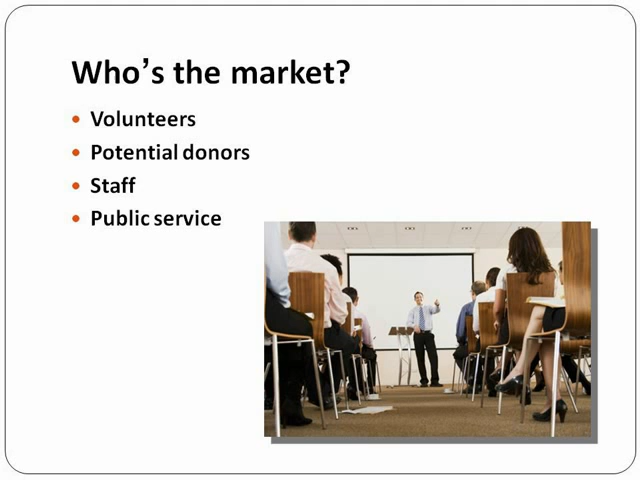 Who’s the market?
Volunteers
Potential donors
Staff
Public service